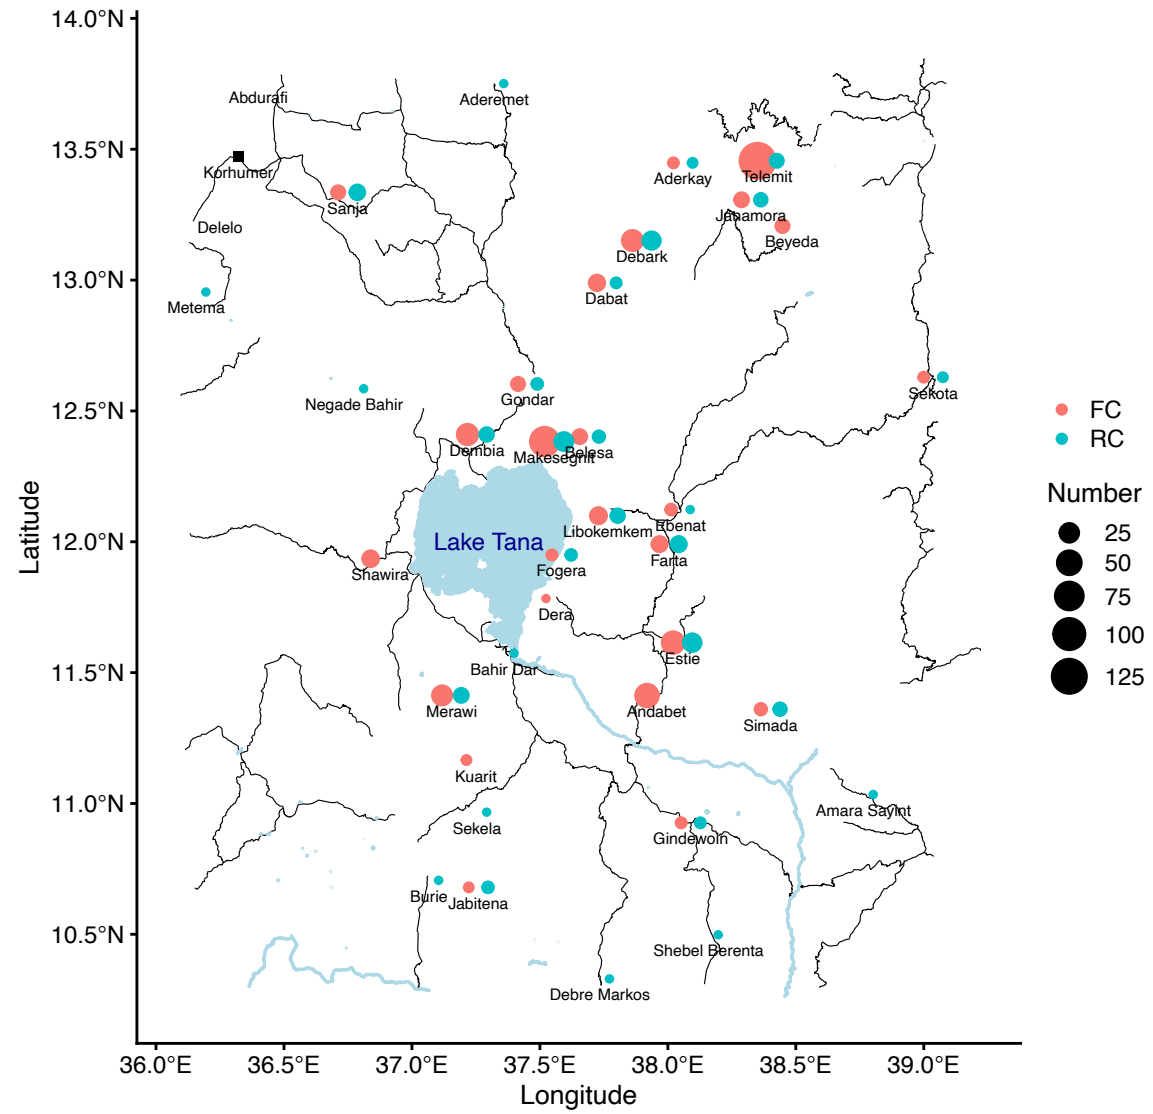 14.0°N
Abdurafi
Aderemet
13.5°N
Korhumer
Aderkay
Telemit
Sanja
Janamora
Delelo
Beyeda
Debark
13.0°N
Dabat
Metema
Negade Bahir
Gondar
Sekota
12.5°N
FC
RC
Dembia
Makesegnit
Belesa
Number
25
50
75
100
125
Libokemkem
Ebenat
12.0°N
Lake Tana
Farta
Shawira
Fogera
Dera
Estie
11.5°N
Bahir Dar
Merawi
Andabet
Simada
Kuarit
11.0°N
Amara Sayint
Sekela
Gindewoin
Burie
Jabitena
10.5°N
Shebel Berenta
Debre Markos
36.0°E 36.5°E 37.0°E 37.5°E 38.0°E 38.5°E 39.0°E
Longitude
Latitude